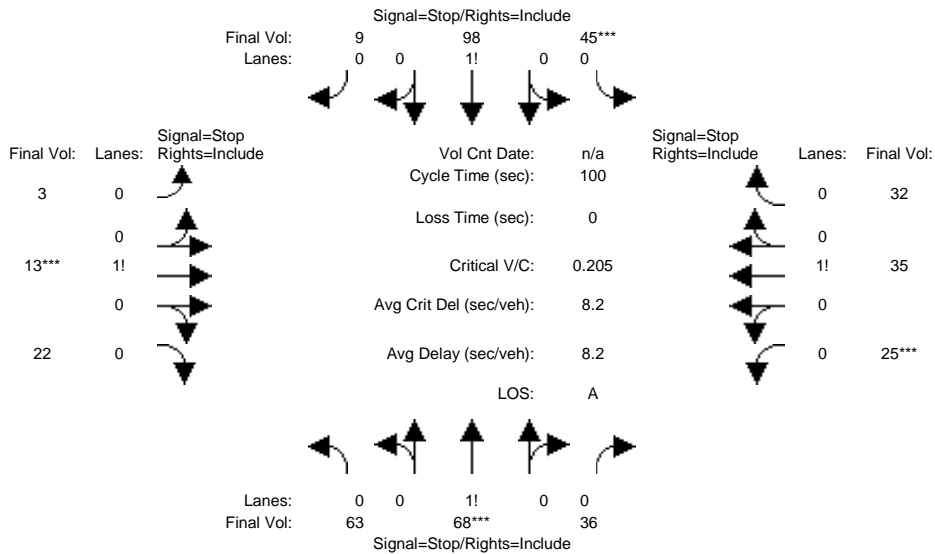 Signal=Stop/Rights=Include
Final Vol: 9 98 45***
Lanes: 0 0 1! 0 0
Signal=Stop
Final Vol: Lanes: Rights=Include
Vol Cnt Date: n/a
Signal=Stop
Rights=Include Lanes: Final Vol:
Cycle Time (sec): 100
3 0
0 32
Loss Time (sec): 0
0
0
13*** 1!
Critical V/C: 0.205
1! 35
0
Avg Crit Del (sec/veh): 8.2
0
22 0
Avg Delay (sec/veh): 8.2
0 25***
LOS: A
Lanes: 0 0 1! 0 0
Final Vol: 63 68*** 36
Signal=Stop/Rights=Include